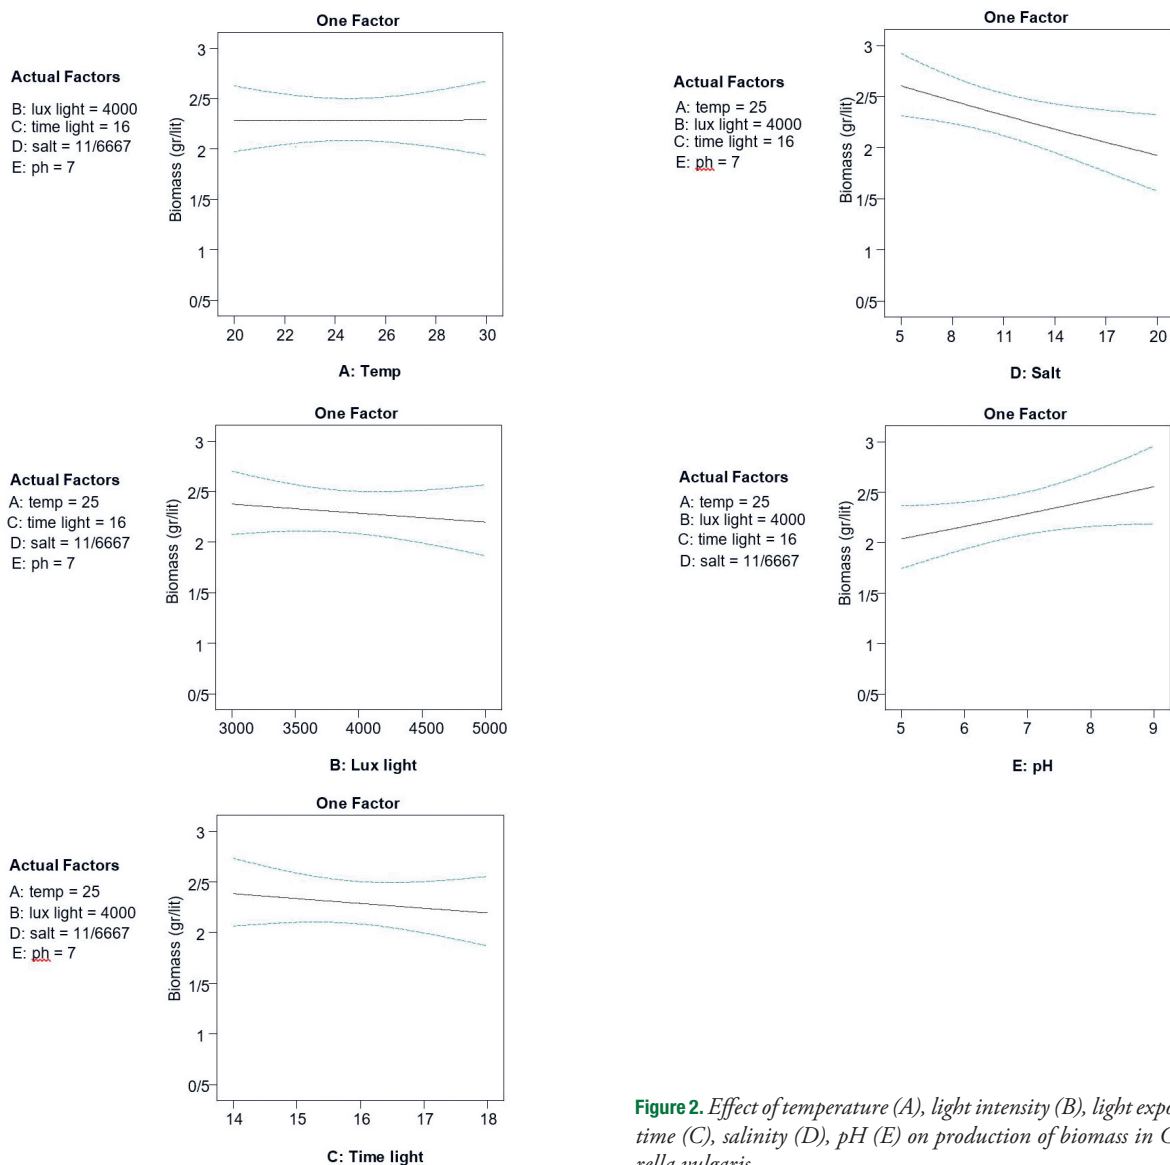 One Factor
Actual Factors
B: lux light = 4000
C: time light = 16
D: salt = 11/6667
E: ph = 7
Biomass (gr/lit)
3
2/5
2
1/5
1
0/5
20 22 24 26 28 30
A: Temp
One Factor
Actual Factors
A: temp = 25
B: lux light = 4000
C: time light = 16
E: ph = 7
Biomass (gr/lit)
3
2/5
2
1/5
1
0/5
5 8 11 14 17 20
D: Salt
One Factor
Actual Factors
A: temp = 25
C: time light = 16
D: salt = 11/6667
E: ph = 7
Biomass (gr/lit)
3
2/5
2
1/5
1
0/5
3000 3500 4000 4500 5000
B: Lux light
One Factor
Actual Factors
A: temp = 25
B: lux light = 4000
C: time light = 16
D: salt = 11/6667
Biomass (gr/lit)
3
2/5
2
1/5
1
0/5
5 6 7 8 9
E: pH
One Factor
Actual Factors
A: temp = 25
B: lux light = 4000
D: salt = 11/6667
E: ph = 7
Biomass (gr/lit)
3
2/5
2
1/5
1
0/5
14 15 16 17 18
C: Time light
Figure 2. Effect of temperature (A), light intensity (B), light expo
time (C), salinity (D), pH (E) on production of biomass in C
rella vulgaris